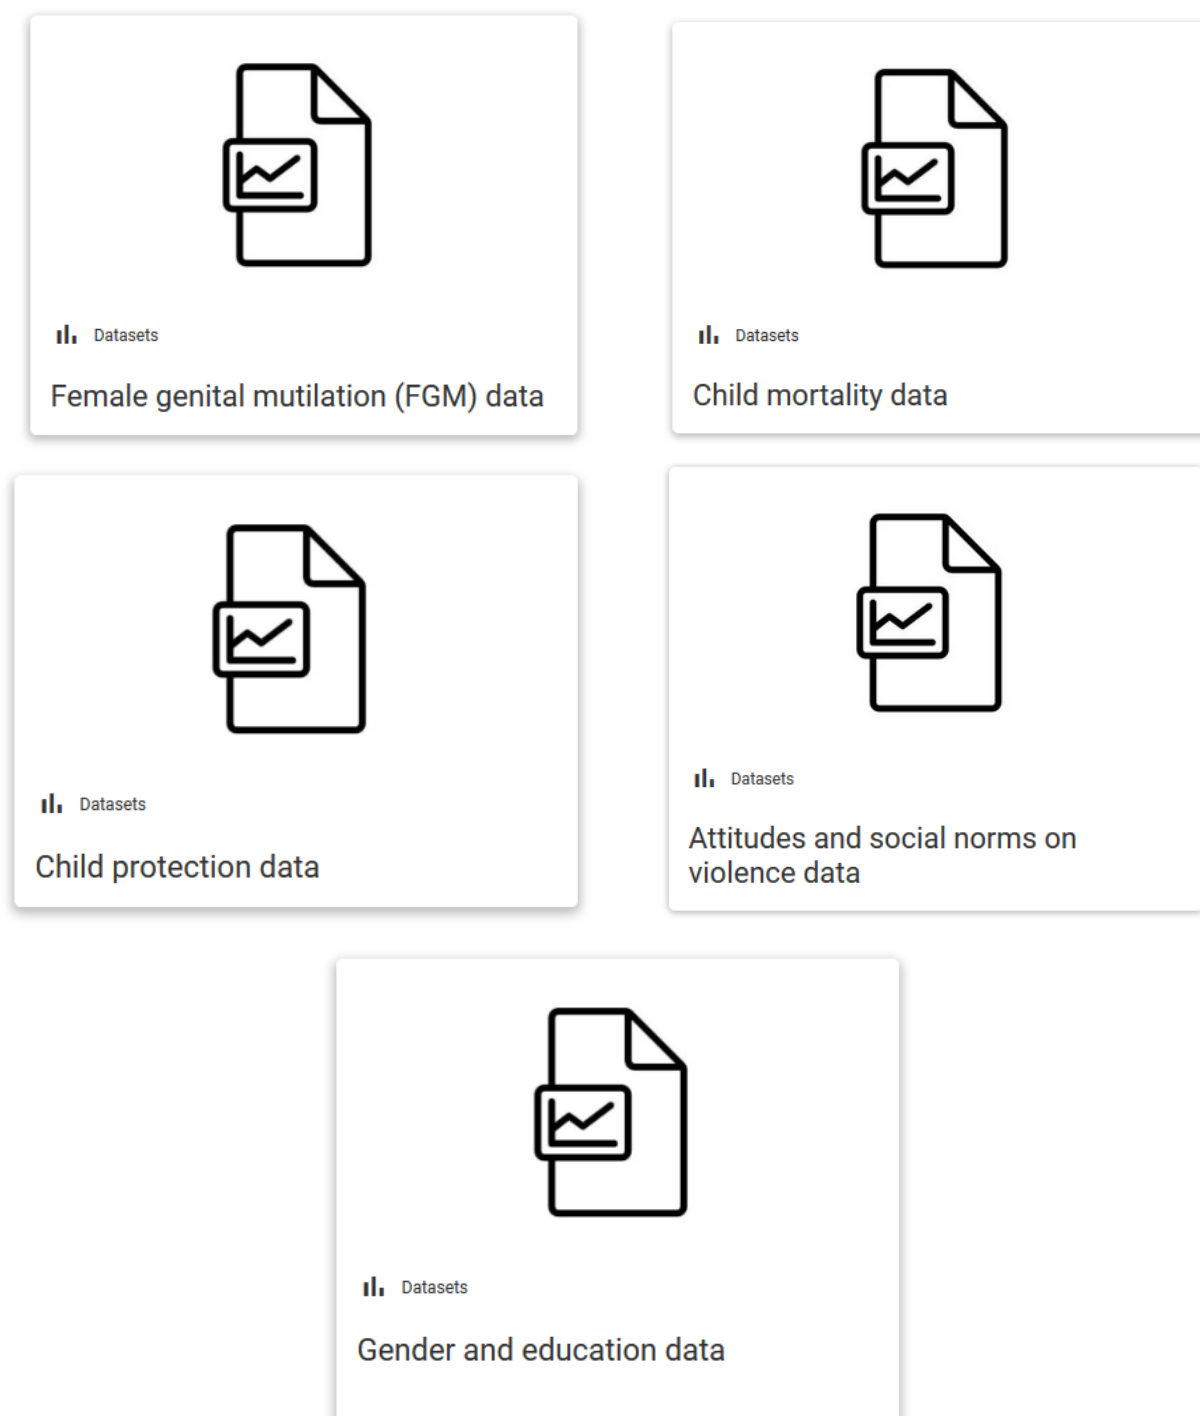 Datasets
Female genital mutilation (FGM) data
Datasets
Child mortality data
Datasets
Child protection data
Datasets
Attitudes and social norms on
violence data
Datasets
Gender and education data